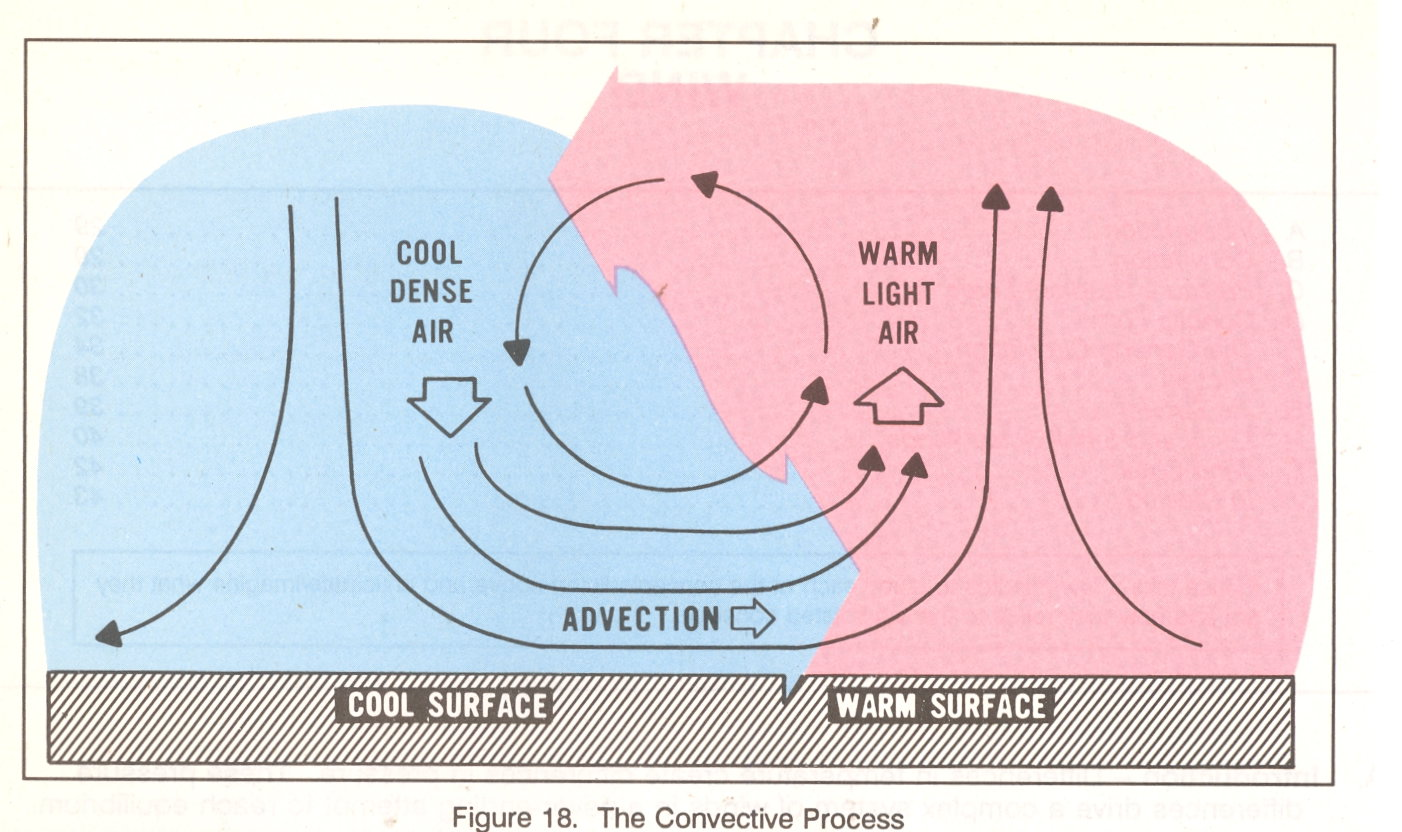 COOL
DENSE
AIR
WARM
LIGHT
AIR
ADVECTION
COOL SURFACE
WARM SURFACE
Figure 18. The Convective Process